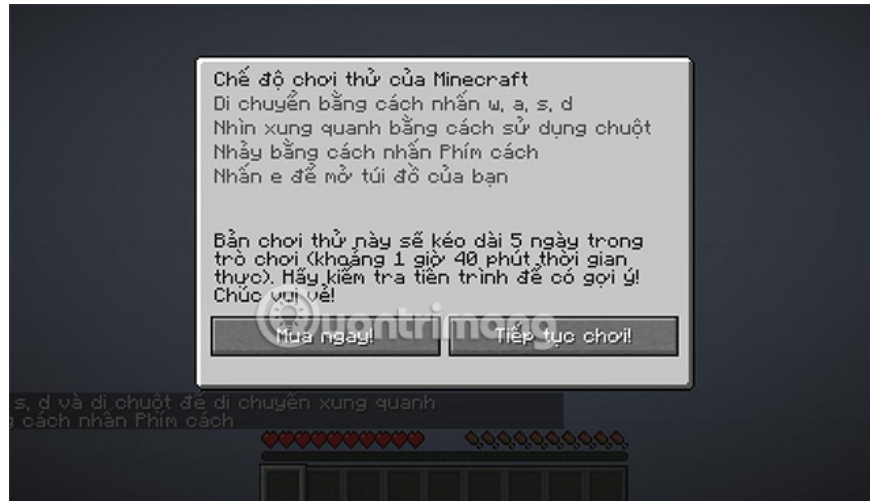 Chế độ chơi thử của Minecraft
Di chuyển bằng cách nhấn w, a, s, d
Nhìn xung quanh bằng cách sử dụng chuột
Nhảy bằng cách nhấn Phím cách
Nhấn e để mở túi đồ của bạn
Bản chơi thử này sẽ kéo dài 5 ngày trong
trò chơi (khoảng 1 giờ 40 phút thời gian
thực). Hãy kiểm tra tiến trình để có gợi ý!
Chúc vui vẻ!
Quantrimang
Mua ngay! Tiếp tục chơi!
s, d và di chuột để di chuyển xung quanh
cách nhấn Phím cách